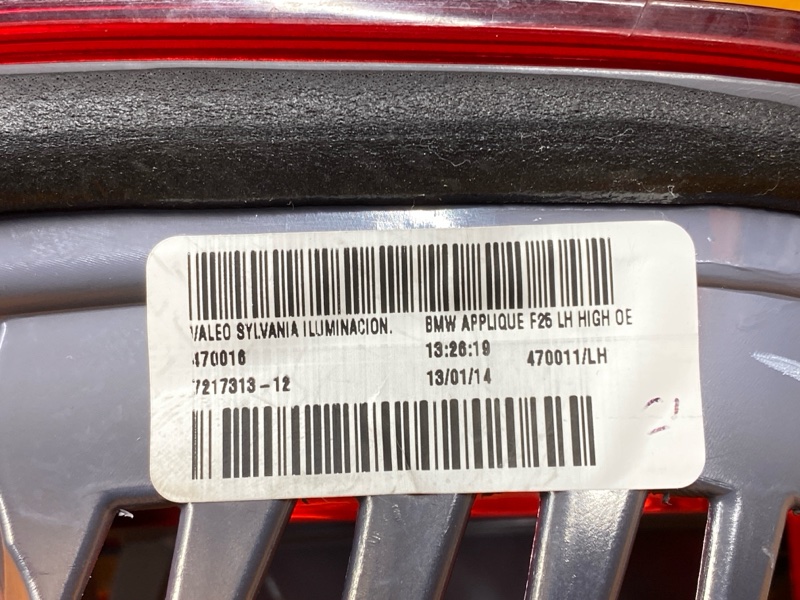 VALEO SYLVANIA ILUMINACION. BMW APPLIQUE F25 LH HIGH OE
470016 13:26:19 470011/LH
7217313-12 13/01/14